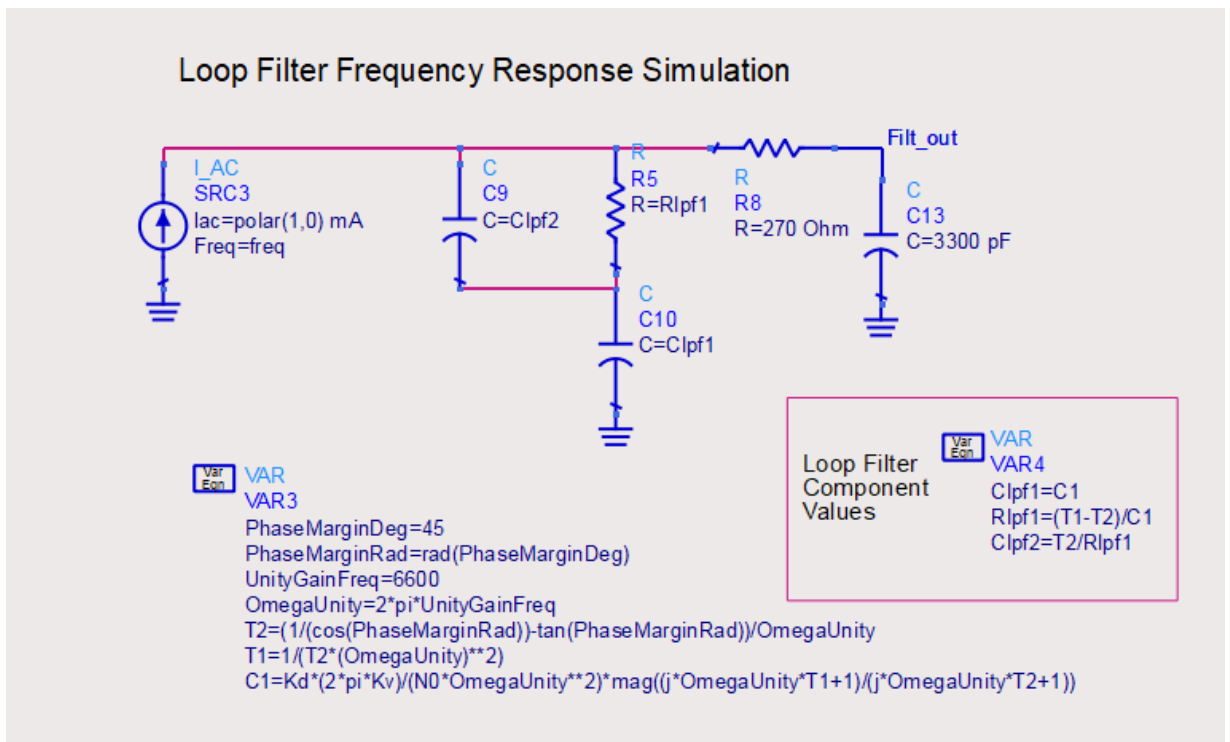 Loop Filter Frequency Response Simulation
I_AC
SRC3
Iac=polar(1,0) mA
Freq=freq
C
C9
C=Clpf2
R
R5
R=Rlpf1
R
R8
R=270 Ohm
Filt_out
C
C13
C=3300 pF
C
C10
C=Clpf1
Var
Eqn
VAR
VAR3
PhaseMarginDeg=45
PhaseMarginRad=rad(PhaseMarginDeg)
UnityGainFreq=6600
OmegaUnity=2*pi*UnityGainFreq
T2=(1/(cos(PhaseMarginRad))-tan(PhaseMarginRad))/OmegaUnity
T1=1/(T2*(OmegaUnity)**2)
C1=Kd*(2*pi*Kv)/(N0*OmegaUnity**2)*mag((j*OmegaUnity*T1+1)/(j*OmegaUnity*T2+1))
Loop Filter
Component
Values
Var
Eqn
VAR
VAR4
Clpf1=C1
Rlpf1=(T1-T2)/C1
Clpf2=T2/Rlpf1